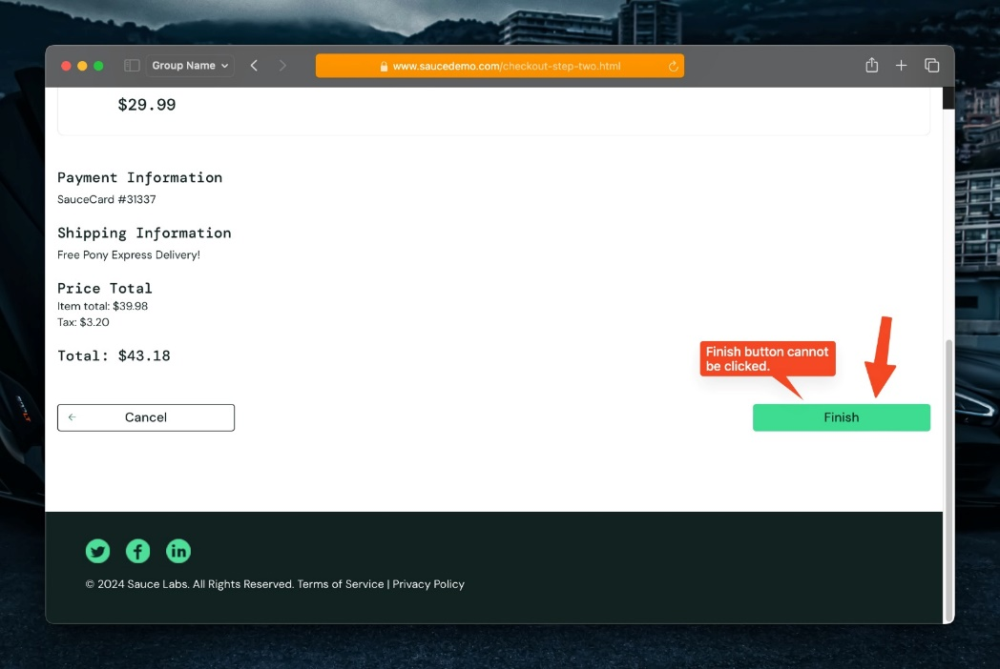 Group Name
www.saucedemo.com/checkout-step-two.html
$29.99
Payment Information
SauceCard #31337
Shipping Information
Free Pony Express Delivery!
Price Total
Item total: $39.98
Tax: $3.20
Total: $43.18
Finish button cannot
be clicked.
Cancel
Finish
© 2024 Sauce Labs. All Rights Reserved. Terms of Service | Privacy Policy